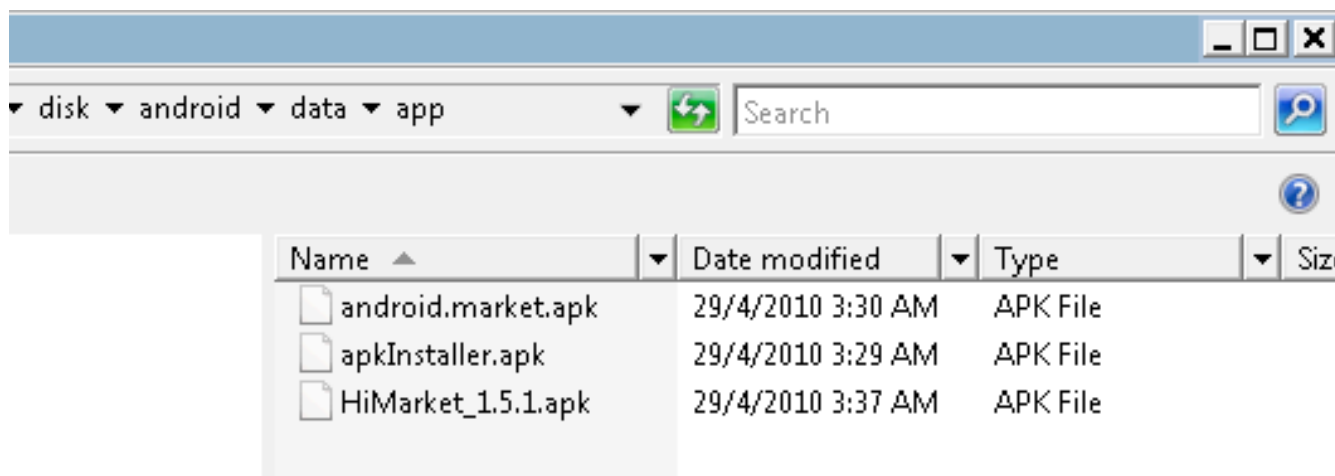 disk android data app Search
Name Date modified Type
android.market.apk 29/4/2010 3:30 AM APK File
apkInstaller.apk 29/4/2010 3:29 AM APK File
HiMarket_1.5.1.apk 29/4/2010 3:37 AM APK File